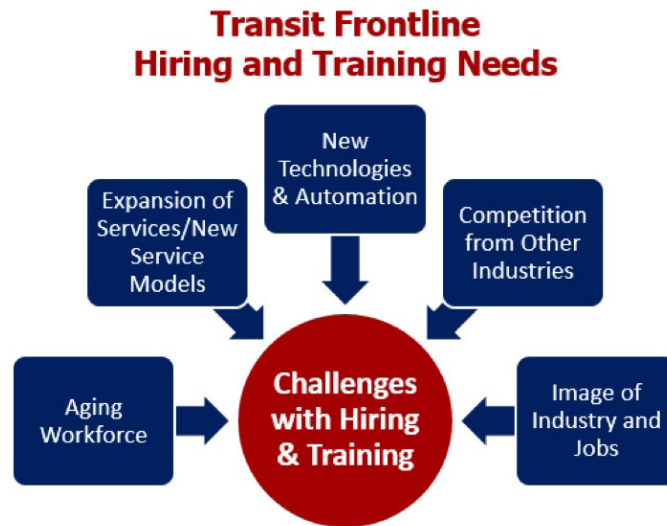 Transit Frontline
Hiring and Training Needs
New
Technologies
& Automation
Expansion of
Services/New
Service
Models
Competition
from Other
Industries
Aging
Workforce
Challenges
with Hiring
& Training
Image of
Industry and
Jobs